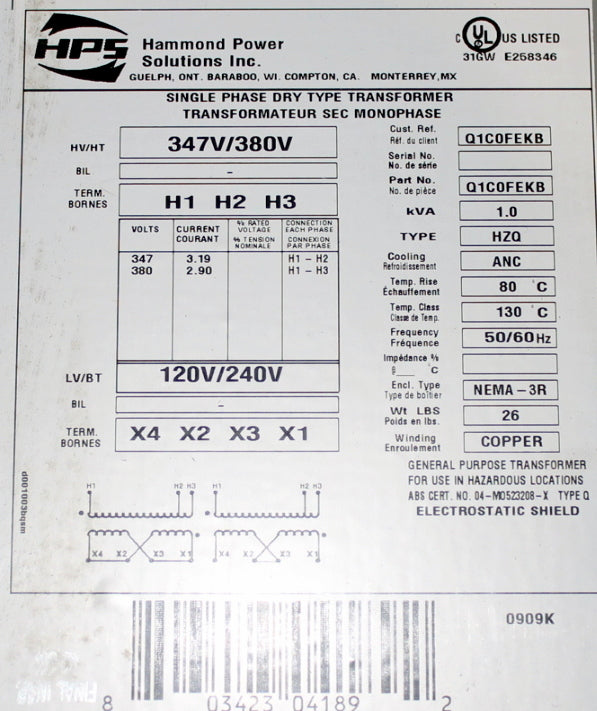 HPS
Hammond Power
Solutions Inc.
GUELPH, ONT. BARABOO, WI. COMPTON, CA. MONTERREY, MX
C UL US LISTED
31GW E258346
SINGLE PHASE DRY TYPE TRANSFORMER
TRANSFORMATEUR SEC MONOPHASE
HV/HT 347V/380V
BIL -
TERM.
BORNES
H1 H2 H3
VOLTS
CURRENT
COURANT
% RATED
VOLTAGE
% TENSION
NOMINALE
CONNECTION
EACH PHASE
CONNEXION
PAR PHASE
347 3.19 H1 - H2
380 2.90 H1 - H3
LV/BT 120V/240V
BIL -
TERM.
BORNES
X4 X2 X3 X1
Cust. Ref.
Réf. du client
Q1C0FEKB
Serial No.
No. de série
Part No.
No. de pièce
Q1C0FEKB
kVA 1.0
TYPE HZQ
Cooling
Refroidissement
ANC
Temp. Rise
Échauffement
80 °C
Temp. Class
Classe de Temp.
130 °C
Frequency
Fréquence
50/60 Hz
Impédance %
@___ °C
Encl. Type
Type de boîtier
NEMA-3R
Wt LBS
Poids en lbs.
26
Winding
Enroulement
COPPER
GENERAL PURPOSE TRANSFORMER
FOR USE IN HAZARDOUS LOCATIONS
ABS CERT. NO. 04-M0523208-X TYPE Q
ELECTROSTATIC SHIELD
H1 H2 H3 H1 H2 H3
X4 X2 X3 X1 X4 X2 X3 X1
0909K
8 03423 04189 2